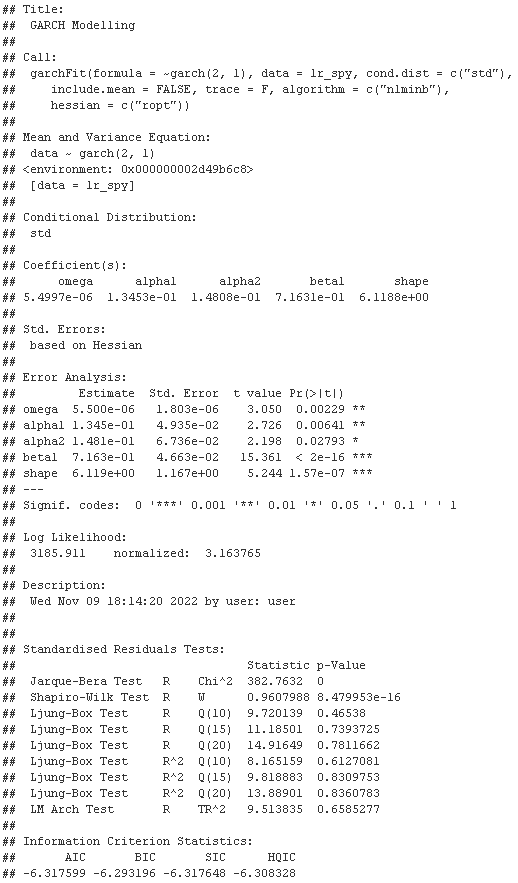 ## Title:
##  GARCH Modelling
##
## Call:
##  garchFit(formula = ~garch(2, 1), data = lr_spy, cond.dist = c("std"),
##     include.mean = FALSE, trace = F, algorithm = c("nlminb"),
##     hessian = c("ropt"))
##
## Mean and Variance Equation:
##  data ~ garch(2, 1)
## <environment: 0x000000002d49b6c8>
##  [data = lr_spy]
##
## Conditional Distribution:
##  std
##
## Coefficient(s):
##      omega      alpha1      alpha2       beta1       shape
## 5.4997e-06  1.3453e-01  1.4808e-01  7.1631e-01  6.1188e+00
##
## Std. Errors:
##  based on Hessian
##
## Error Analysis:
##         Estimate  Std. Error  t value Pr(>|t|)
## omega  5.500e-06   1.803e-06    3.050  0.00229 **
## alpha1 1.345e-01   4.935e-02    2.726  0.00641 **
## alpha2 1.481e-01   6.736e-02    2.198  0.02793 *
## beta1  7.163e-01   4.663e-02   15.361  < 2e-16 ***
## shape  6.119e+00   1.167e+00    5.244 1.57e-07 ***
## ---
## Signif. codes:  0 '***' 0.001 '**' 0.01 '*' 0.05 '.' 0.1 ' ' 1
##
## Log Likelihood:
##  3185.911    normalized:  3.163765
##
## Description:
##  Wed Nov 09 18:14:20 2022 by user: user
##
##
## Standardised Residuals Tests:
##                                 Statistic p-Value
##  Jarque-Bera Test   R    Chi^2  382.7632  0
##  Shapiro-Wilk Test  R    W      0.9607988 8.479953e-16
##  Ljung-Box Test     R    Q(10)  9.720139  0.46538
##  Ljung-Box Test     R    Q(15)  11.18501  0.7393725
##  Ljung-Box Test     R    Q(20)  14.91649  0.7811662
##  Ljung-Box Test     R^2  Q(10)  8.165159  0.6127081
##  Ljung-Box Test     R^2  Q(15)  9.818883  0.8309753
##  Ljung-Box Test     R^2  Q(20)  13.88901  0.8360783
##  LM Arch Test       R    TR^2   9.513835  0.6585277
##
## Information Criterion Statistics:
##       AIC       BIC       SIC      HQIC
## -6.317599 -6.293196 -6.317648 -6.308328